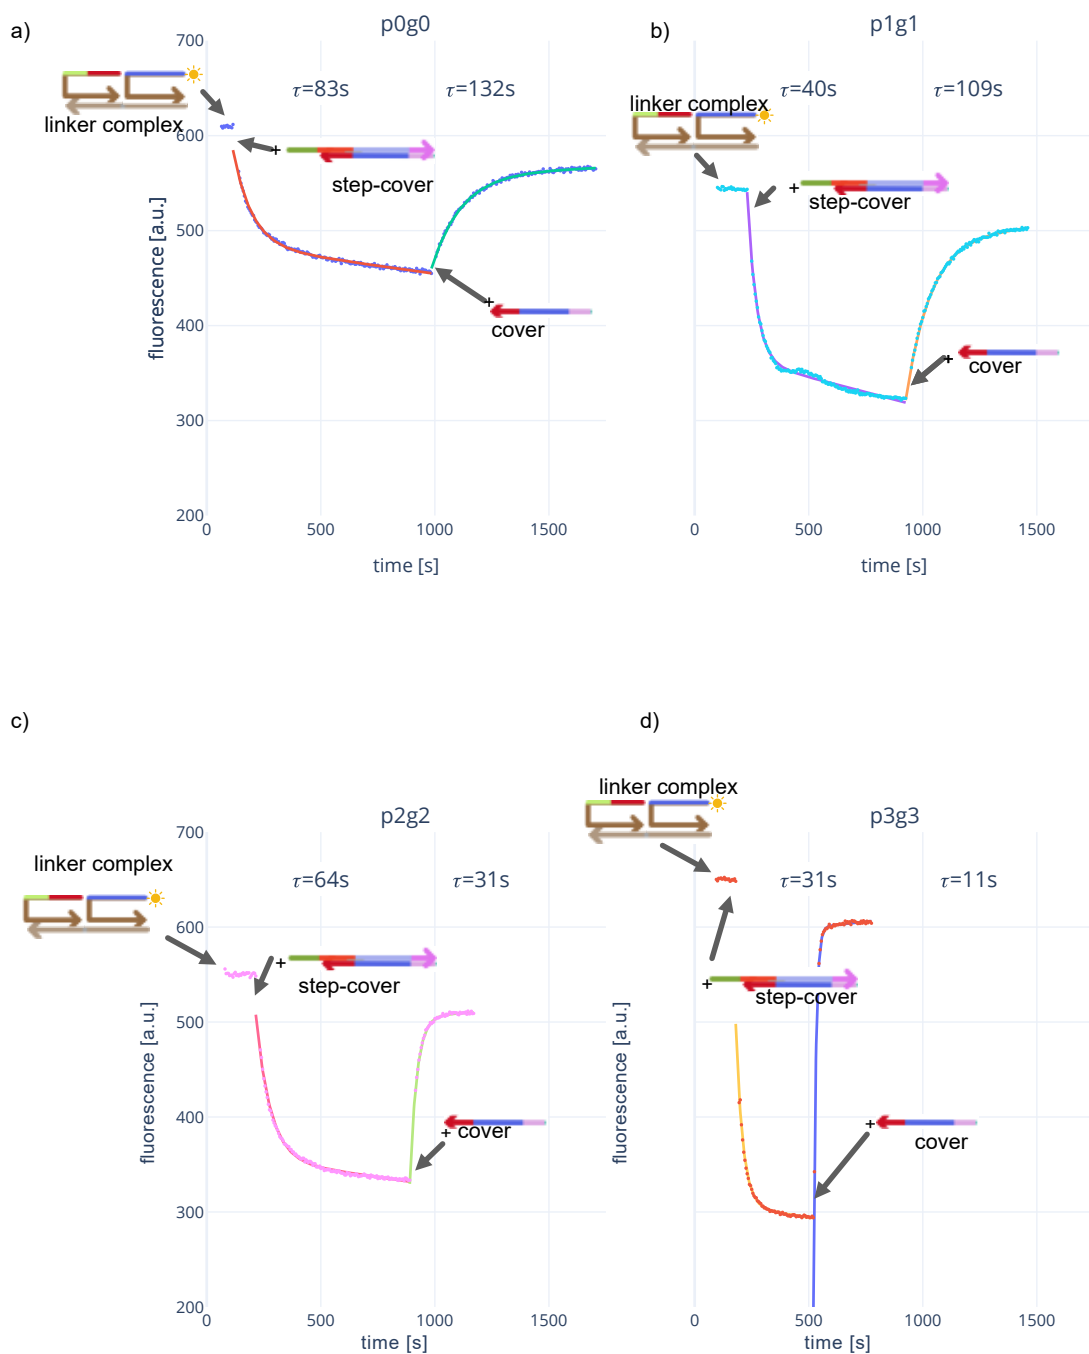 a)
p0g0
700
600
500
400
300
200
fluorescence [a.u.]
τ=83s
τ=132s
linker complex
+
step-cover
+
cover
0
500
1000
1500
time [s]
b)
p1g1
τ=40s
τ=109s
linker complex
+
step-cover
+
cover
0
500
1000
1500
time [s]
c)
p2g2
700
600
500
400
300
200
fluorescence [a.u.]
τ=64s
τ=31s
linker complex
+
step-cover
+
cover
0
500
1000
1500
time [s]
d)
p3g3
fluorescence [a.u.]
τ=31s
τ=11s
linker complex
+
step-cover
+
cover
0
500
1000
1500
time [s]